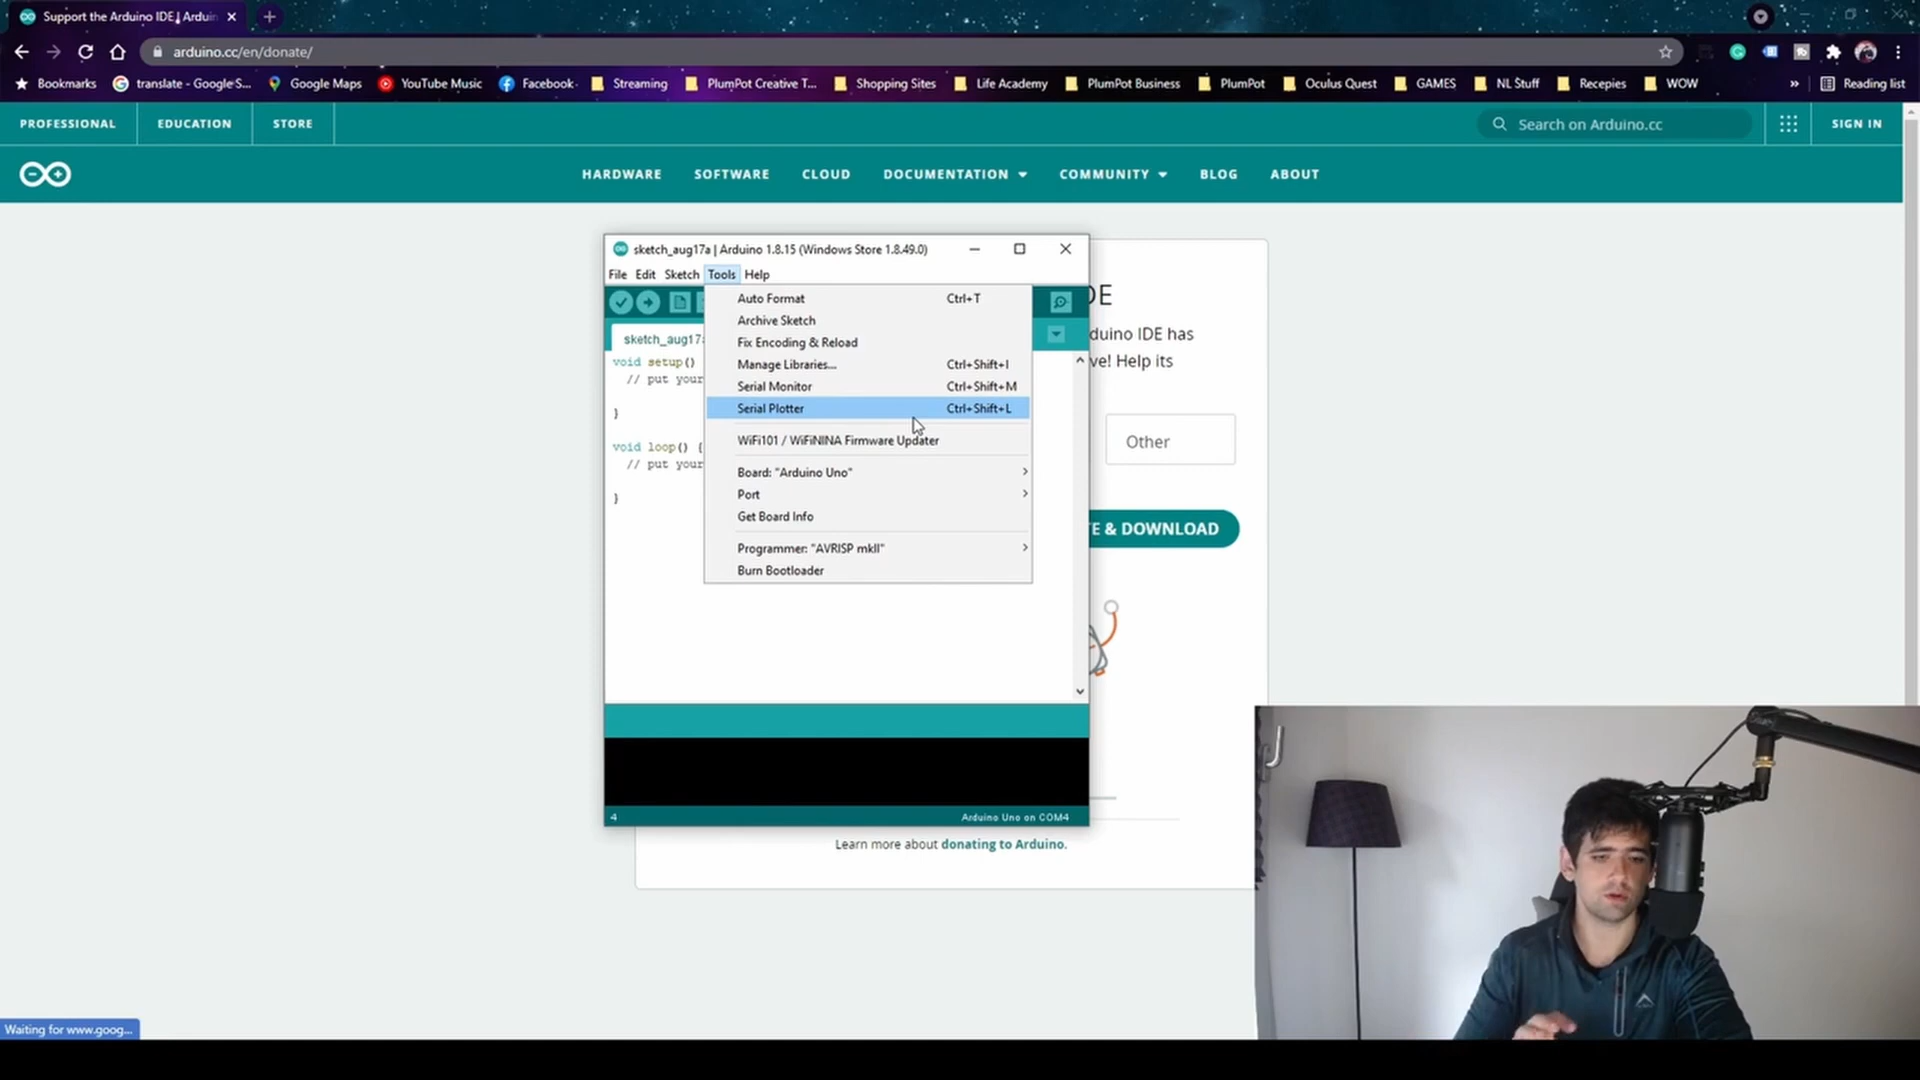 Support the Arduino IDE | Arduin
arduino.cc/en/donate/
Bookmarks
translate - Google S...
Google Maps
YouTube Music
Facebook
Streaming
PlumPot Creative T...
Shopping Sites
Life Academy
PlumPot Business
PlumPot
Oculus Quest
GAMES
NL Stuff
Recepies
WOW
»
Reading list
PROFESSIONAL
EDUCATION
STORE
Search on Arduino.cc
SIGN IN
HARDWARE
SOFTWARE
CLOUD
DOCUMENTATION
COMMUNITY
BLOG
ABOUT
sketch_aug17a | Arduino 1.8.15 (Windows Store 1.8.49.0)
File Edit Sketch Tools Help
Auto Format Ctrl+T
Archive Sketch
Fix Encoding & Reload
Manage Libraries... Ctrl+Shift+I
Serial Monitor Ctrl+Shift+M
Serial Plotter Ctrl+Shift+L
WiFi101 / WiFiNINA Firmware Updater
Board: "Arduino Uno"
Port
Get Board Info
Programmer: "AVRISP mkII"
Burn Bootloader
sketch_aug17a
void setup()
// put your
}
void loop() {
// put your
}
4
Arduino Uno on COM4
DE
duino IDE has
ve! Help its
Other
TE & DOWNLOAD
Learn more about donating to Arduino.
Waiting for www.goog...